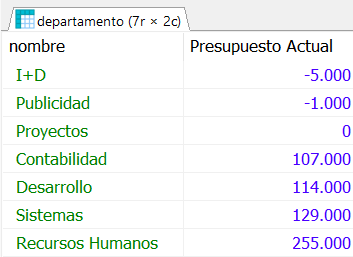 departamento (7r × 2c)
nombre Presupuesto Actual
I+D -5.000
Publicidad -1.000
Proyectos 0
Contabilidad 107.000
Desarrollo 114.000
Sistemas 129.000
Recursos Humanos 255.000